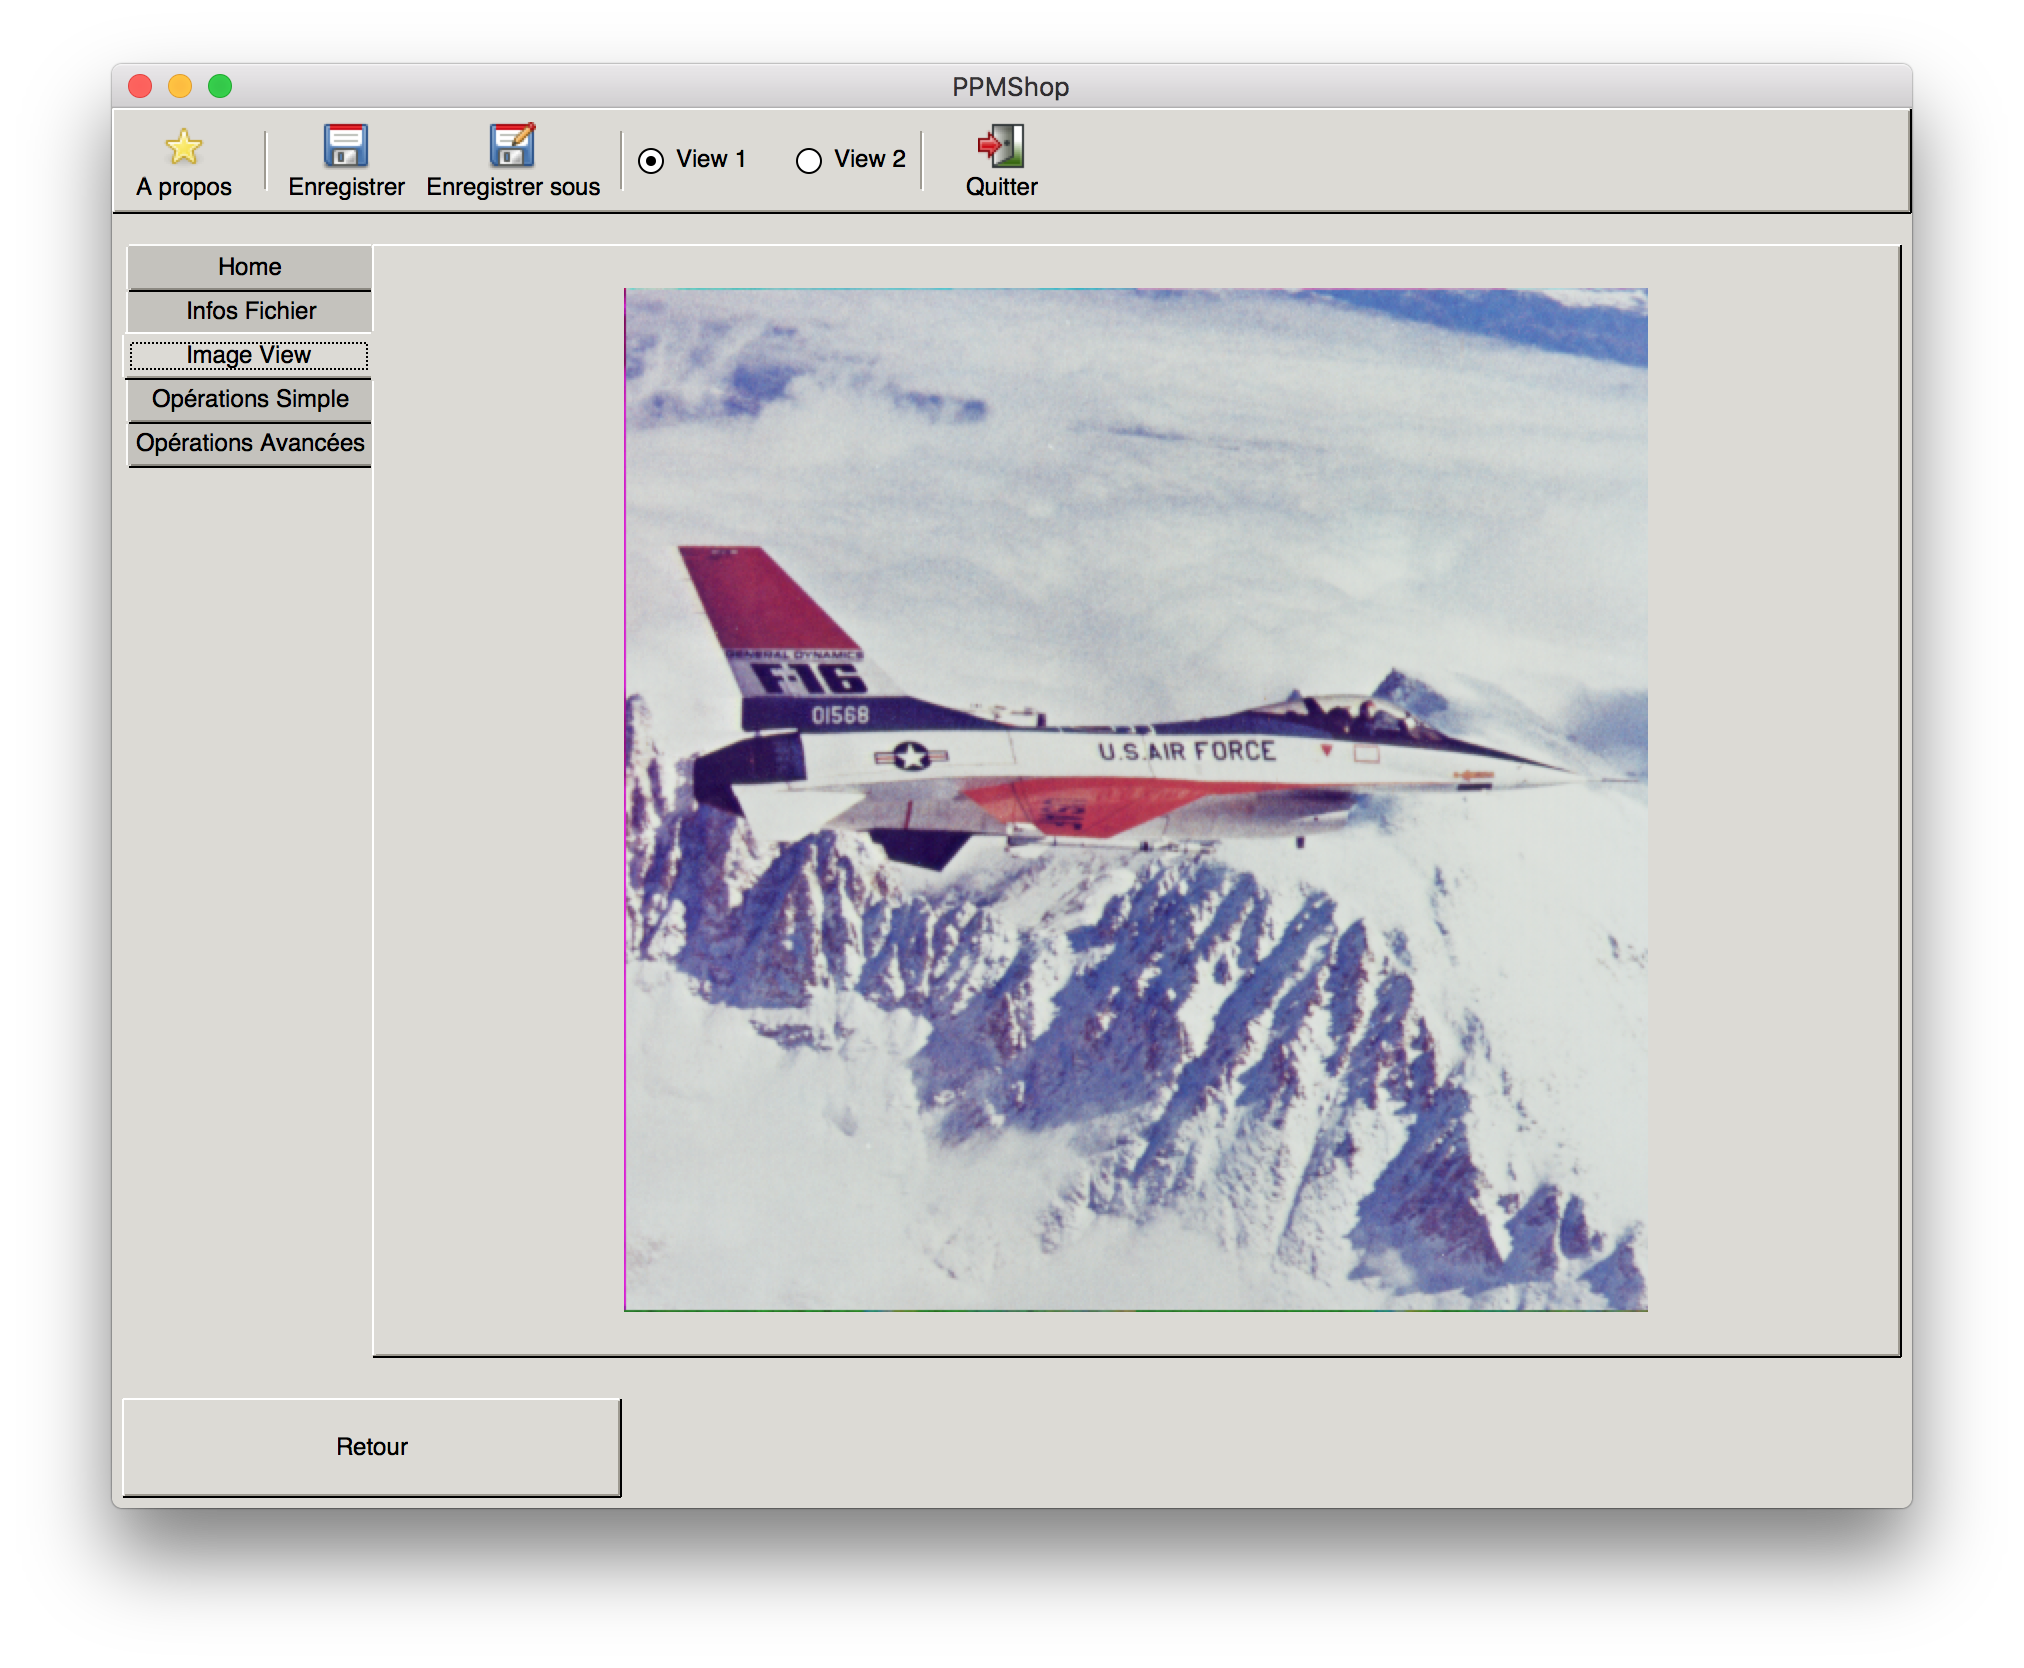 PPMShop
A propos
Enregistrer
Enregistrer sous
View 1
View 2
Quitter
Home
Infos Fichier
Image View
Opérations Simple
Opérations Avancées
GENERAL DYNAMICS
F-16
01568
U.S. AIR FORCE
Retour